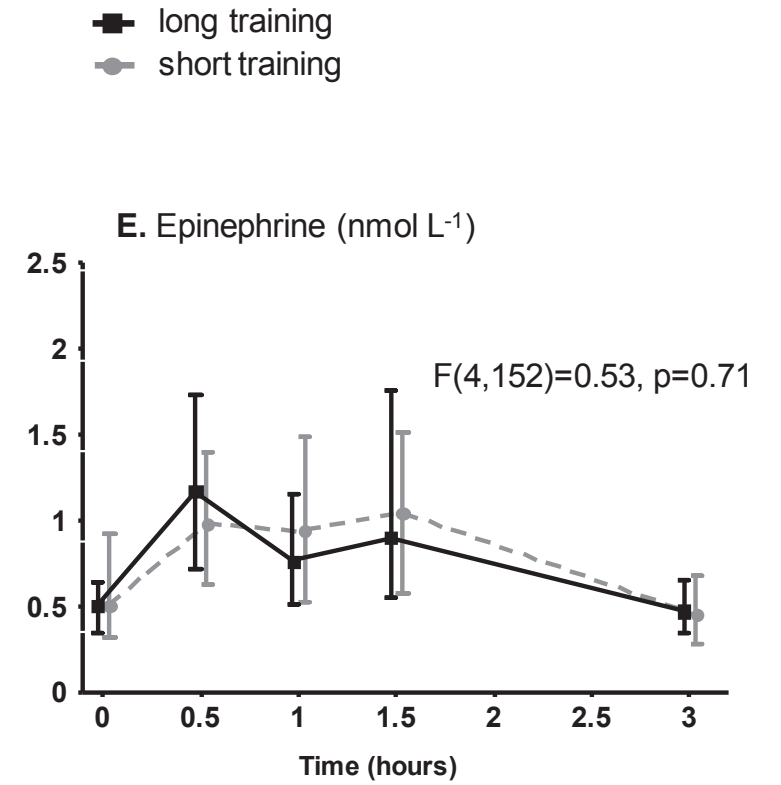 long training
short training
E. Epinephrine (nmol L-1)
2.5
2
1.5
1
0.5
0
F(4,152)=0.53, p=0.71
0 0.5 1 1.5 2 2.5 3
Time (hours)